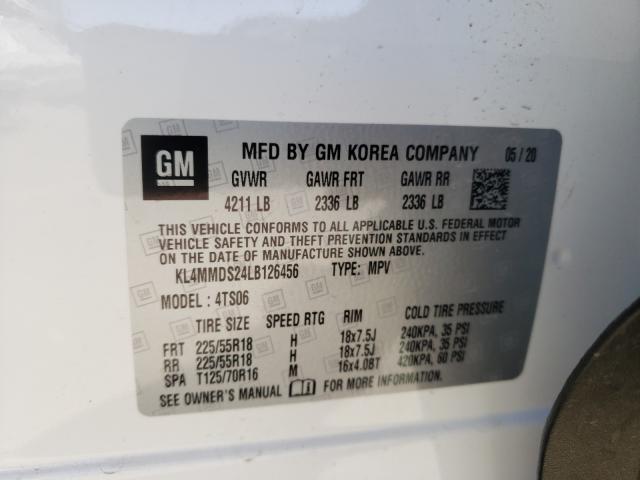 GM
MFD BY GM KOREA COMPANY 05/20
GVWR GAWR FRT GAWR RR
4211 LB 2336 LB 2336 LB
THIS VEHICLE CONFORMS TO ALL APPLICABLE U.S. FEDERAL MOTOR
VEHICLE SAFETY AND THEFT PREVENTION STANDARDS IN EFFECT ON
THE DATE OF MANUFACTURE SHOWN ABOVE.
KL4MMDS24LB126456 TYPE: MPV
MODEL: 4TS06
TIRE SIZE SPEED RTG RIM COLD TIRE PRESSURE
FRT 225/55R18 H 18x7.5J 240KPA, 35 PSI
RR 225/55R18 H 18x7.5J 240KPA, 35 PSI
SPA T125/70R16 M 16x4.0BT 420KPA, 60 PSI
SEE OWNER'S MANUAL FOR MORE INFORMATION.